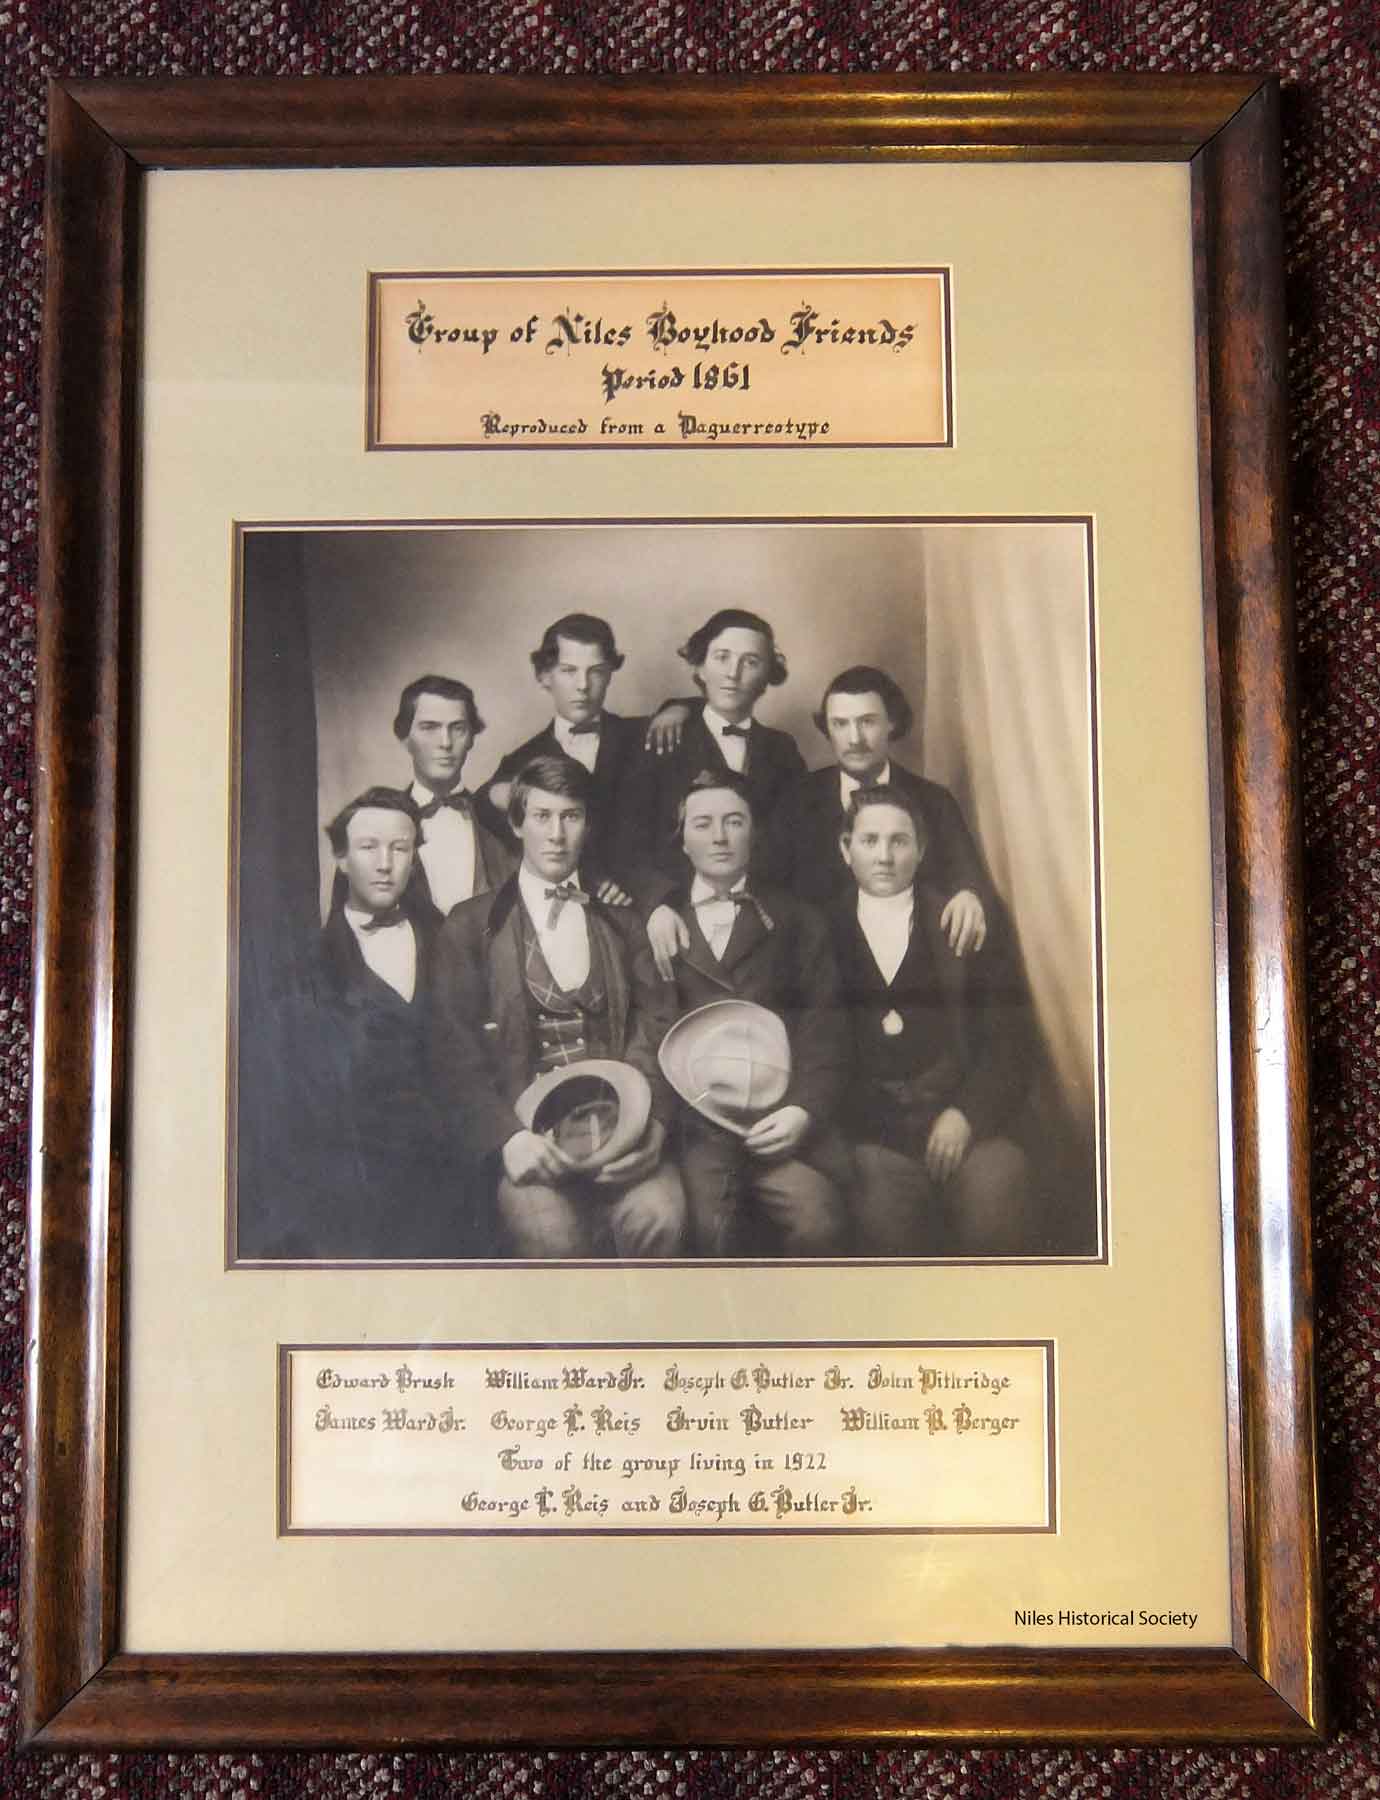 Group of Niles Boyhood Friends
Period 1861
Reproduced from a Daguerreotype
Edward Brush William Ward Jr. Joseph G. Butler Jr. John Dithridge
James Ward Jr. George L. Reis Irvin Butler William B. Berger
Two of the group living in 1922
George L. Reis and Joseph G. Butler Jr.
Niles Historical Society